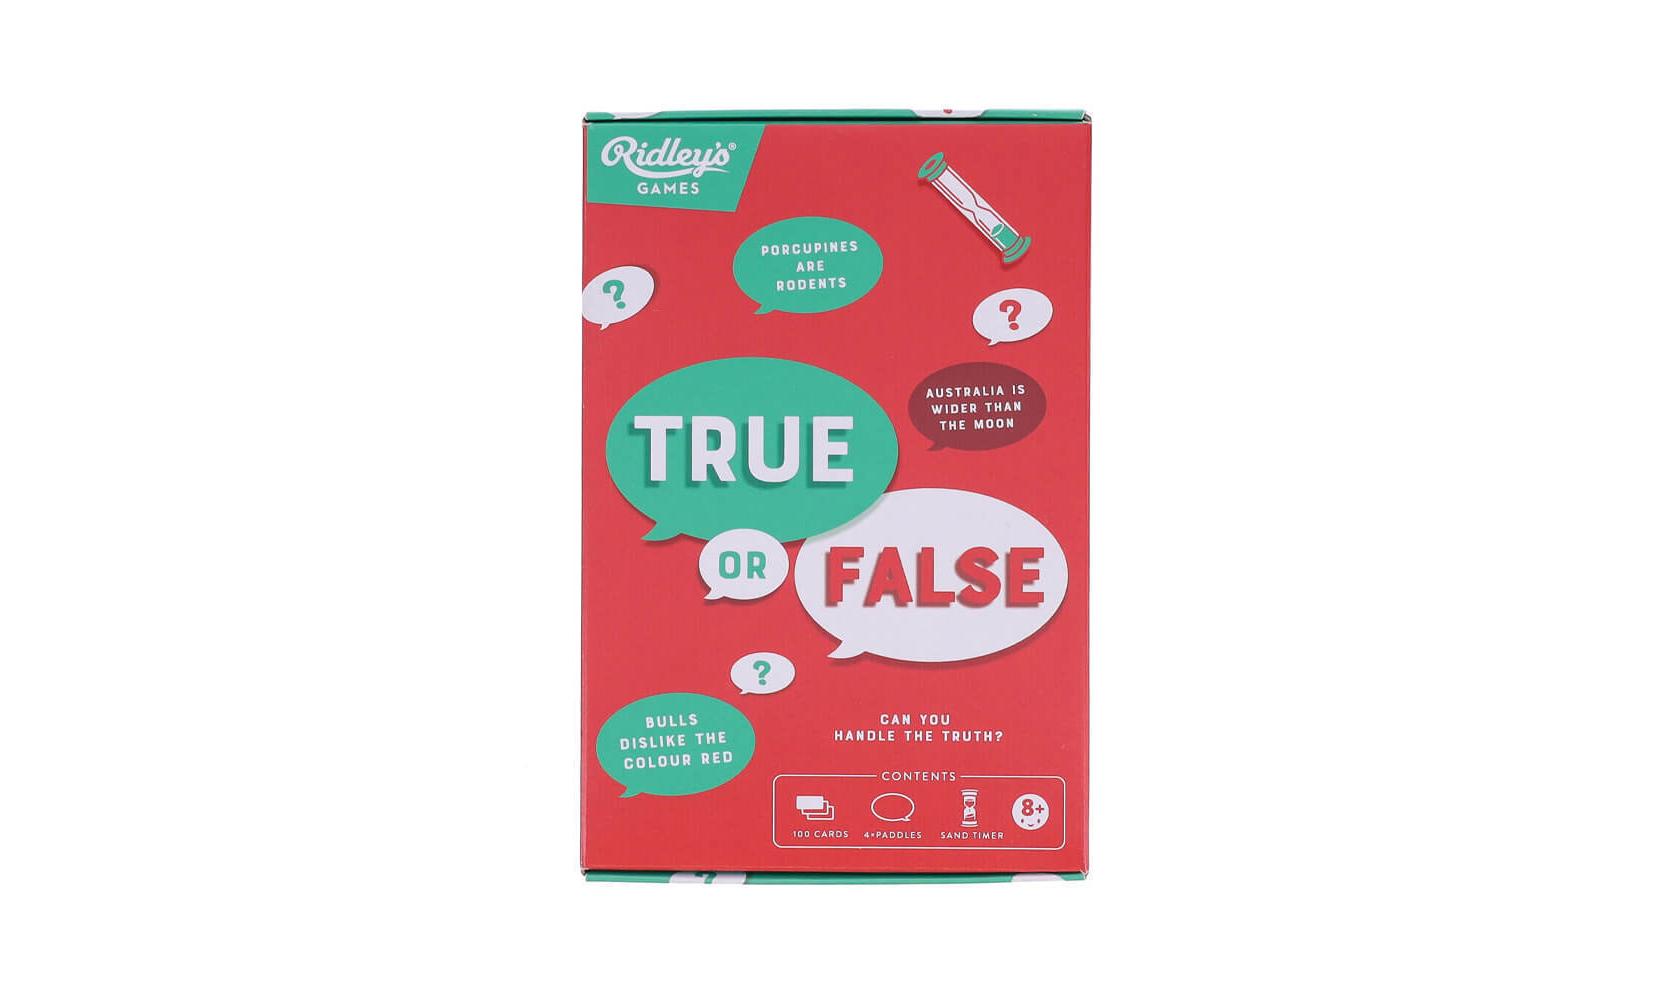 Ridley's®
GAMES
PORCUPINES
ARE
RODENTS
?
?
AUSTRALIA IS
WIDER THAN
THE MOON
TRUE
OR
FALSE
?
BULLS
DISLIKE THE
COLOUR RED
CAN YOU
HANDLE THE TRUTH?
CONTENTS
8+
100 CARDS
4×PADDLES
SAND TIMER
?